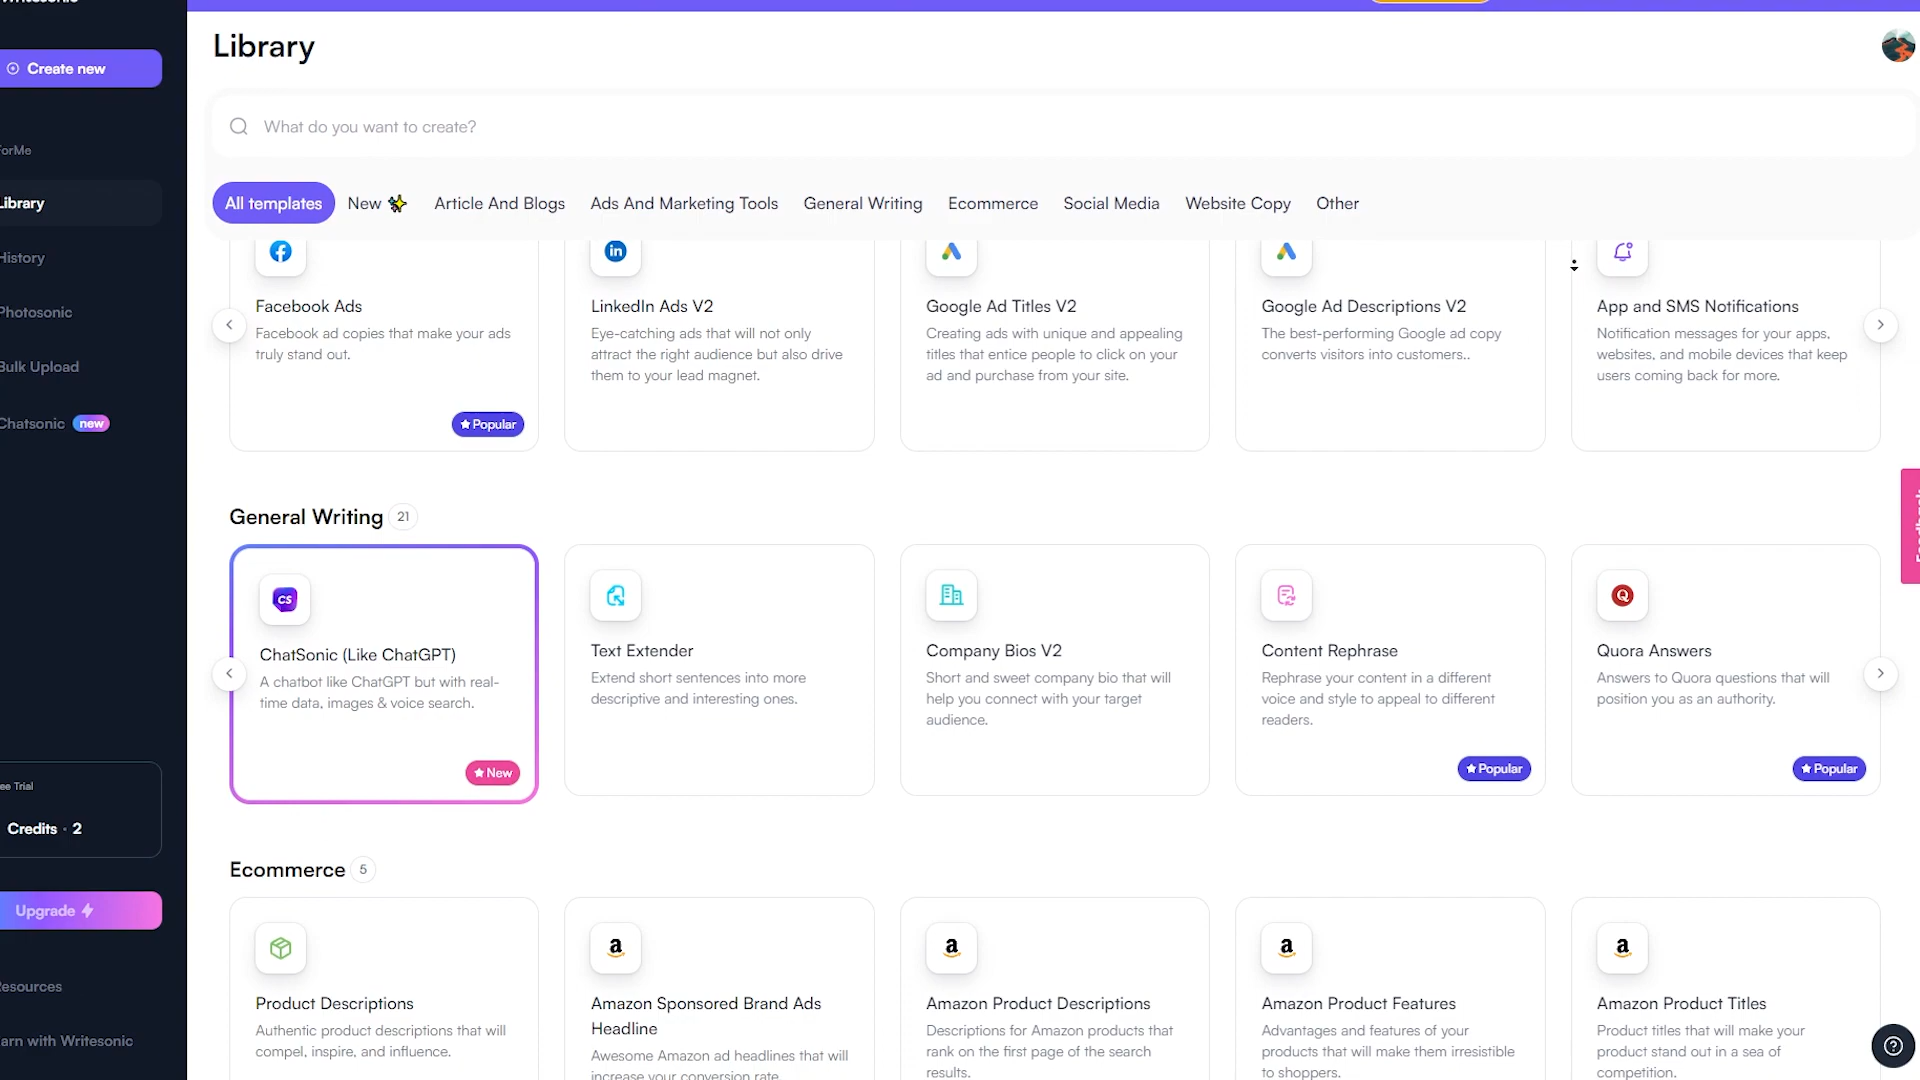 Library
Create new
What do you want to create?
ForMe
Library
All templates
New
Article And Blogs
Ads And Marketing Tools
General Writing
Ecommerce
Social Media
Website Copy
Other
History
Photosonic
Bulk Upload
Chatsonic new
Facebook Ads
Facebook ad copies that make your ads
truly stand out.
Popular
LinkedIn Ads V2
Eye-catching ads that will not only
attract the right audience but also drive
them to your lead magnet.
Google Ad Titles V2
Creating ads with unique and appealing
titles that entice people to click on your
ad and purchase from your site.
Google Ad Descriptions V2
The best-performing Google ad copy
converts visitors into customers..
App and SMS Notifications
Notification messages for your apps,
websites, and mobile devices that keep
users coming back for more.
General Writing 21
CS
ChatSonic (Like ChatGPT)
A chatbot like ChatGPT but with real-
time data, images & voice search.
New
Text Extender
Extend short sentences into more
descriptive and interesting ones.
Company Bios V2
Short and sweet company bio that will
help you connect with your target
audience.
Content Rephrase
Rephrase your content in a different
voice and style to appeal to different
readers.
Popular
Quora Answers
Answers to Quora questions that will
position you as an authority.
Popular
ee Trial
Credits · 2
Upgrade
Resources
arn with Writesonic
Ecommerce 5
Product Descriptions
Authentic product descriptions that will
compel, inspire, and influence.
Amazon Sponsored Brand Ads
Headline
Awesome Amazon ad headlines that will
increase your conversion rate.
Amazon Product Descriptions
Descriptions for Amazon products that
rank on the first page of the search
results.
Amazon Product Features
Advantages and features of your
products that will make them irresistible
to shoppers.
Amazon Product Titles
Product titles that will make your
product stand out in a sea of
competition.